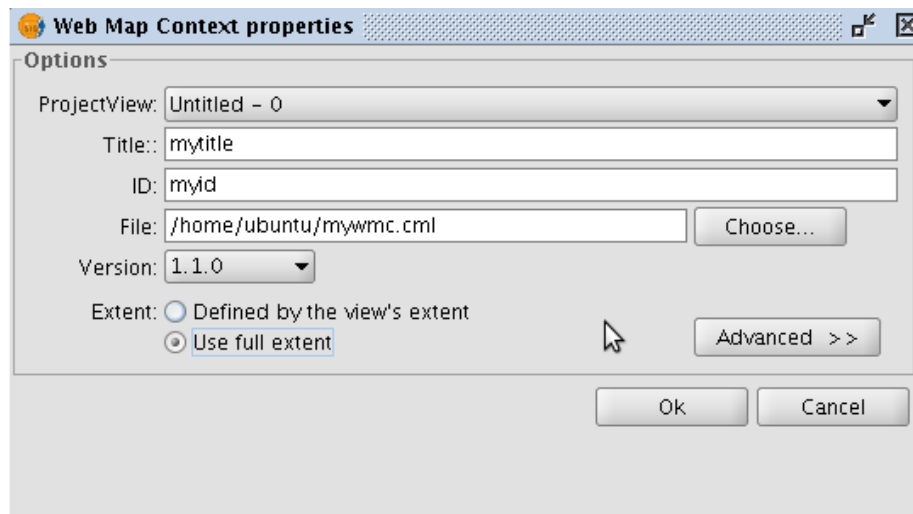 Web Map Context properties
Options
ProjectView: Untitled - 0
Title:: mytitle
ID: myid
File: /home/ubuntu/mywmc.cml Choose...
Version: 1.1.0
Extent: Defined by the view's extent
Use full extent
Advanced >>
Ok Cancel